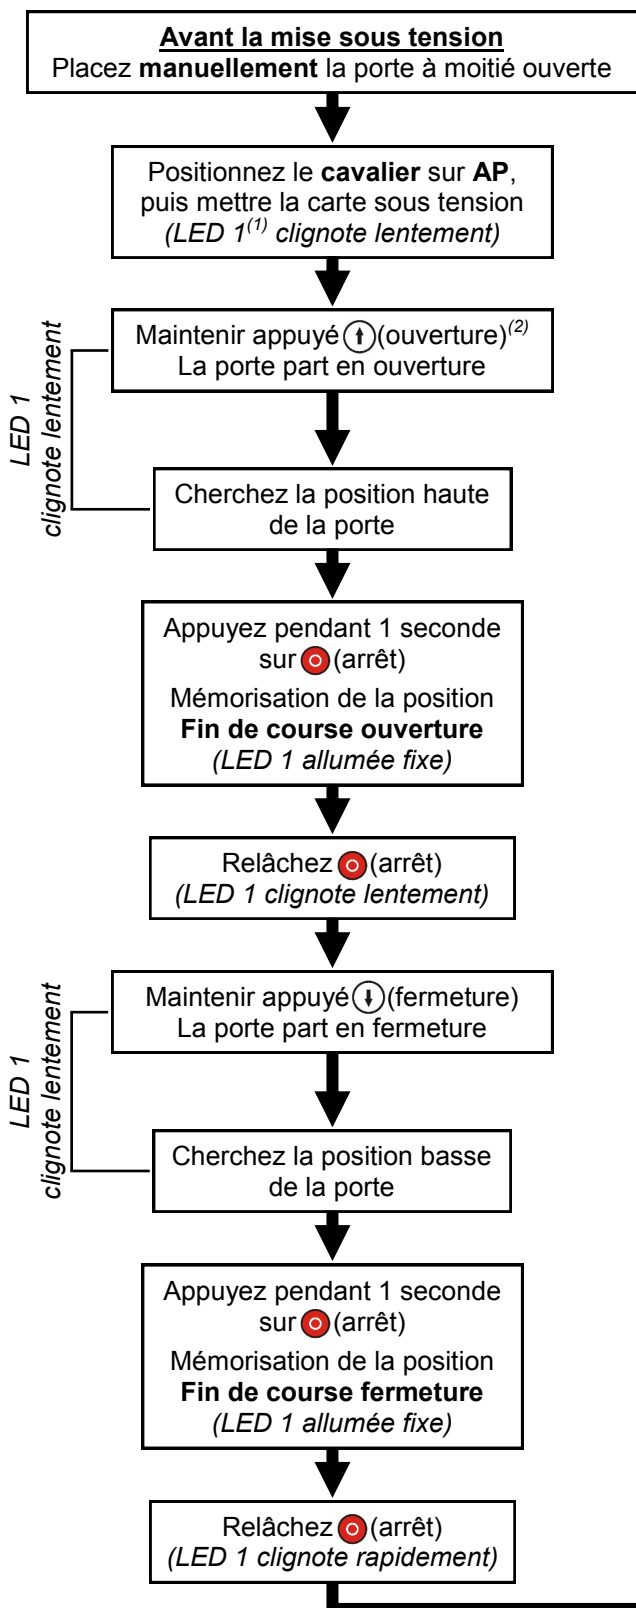 Avant la mise sous tension
Placez manuellement la porte à moitié ouverte
Positionnez le cavalier sur AP,
puis mettre la carte sous tension
(LED 1(1) clignote lentement)
Maintenir appuyé (ouverture)(2)
La porte part en ouverture
LED 1
clignote lentement
Cherchez la position haute
de la porte
Appuyez pendant 1 seconde
sur (arrêt)
Mémorisation de la position
Fin de course ouverture
(LED 1 allumée fixe)
Relâchez (arrêt)
(LED 1 clignote lentement)
Maintenir appuyé (fermeture)
La porte part en fermeture
LED 1
clignote lentement
Cherchez la position basse
de la porte
Appuyez pendant 1 seconde
sur (arrêt)
Mémorisation de la position
Fin de course fermeture
(LED 1 allumée fixe)
Relâchez (arrêt)
(LED 1 clignote rapidement)